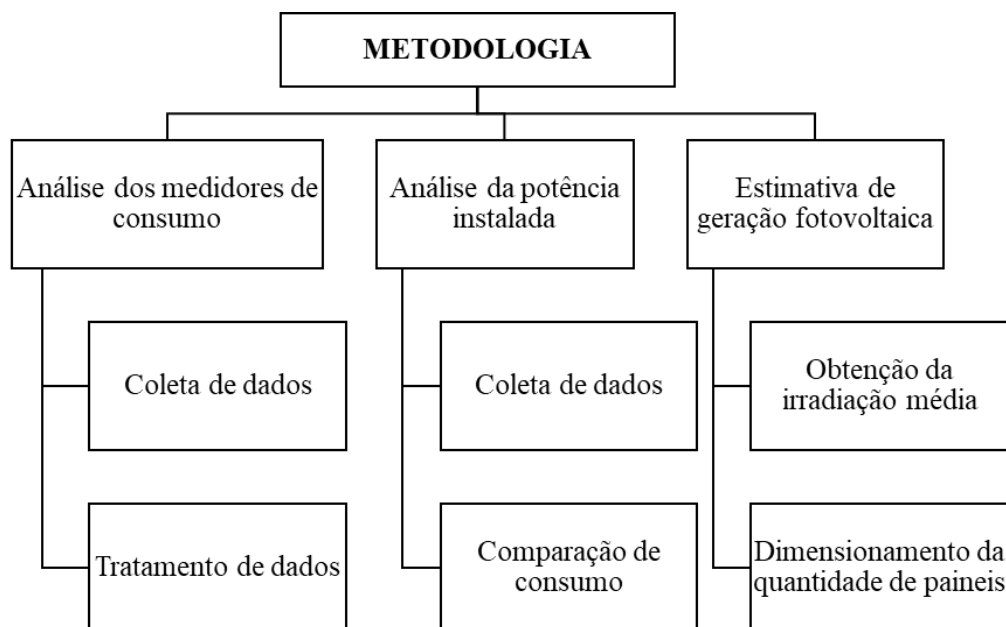 METODOLOGIA
Análise dos medidores de
consumo
Análise da potência
instalada
Estimativa de
geração fotovoltaica
Coleta de dados
Coleta de dados
Obtenção da
irradiação média
Tratamento de dados
Comparação de
consumo
Dimensionamento da
quantidade de paineis